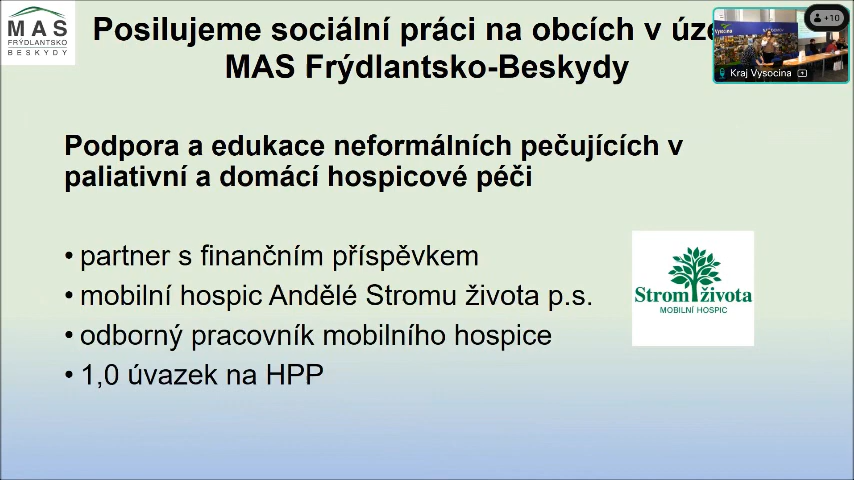 MAS
FRÝDLANTSKO
BESKYDY
Posilujeme sociální práci na obcích v úze
MAS Frýdlantsko-Beskydy
+10
Vysočina
Kraj Vysočina
Podpora a edukace neformálních pečujících v
paliativní a domácí hospicové péči
• partner s finančním příspěvkem
• mobilní hospic Andělé Stromu života p.s.
• odborný pracovník mobilního hospice
• 1,0 úvazek na HPP
Strom života
MOBILNÍ HOSPIC